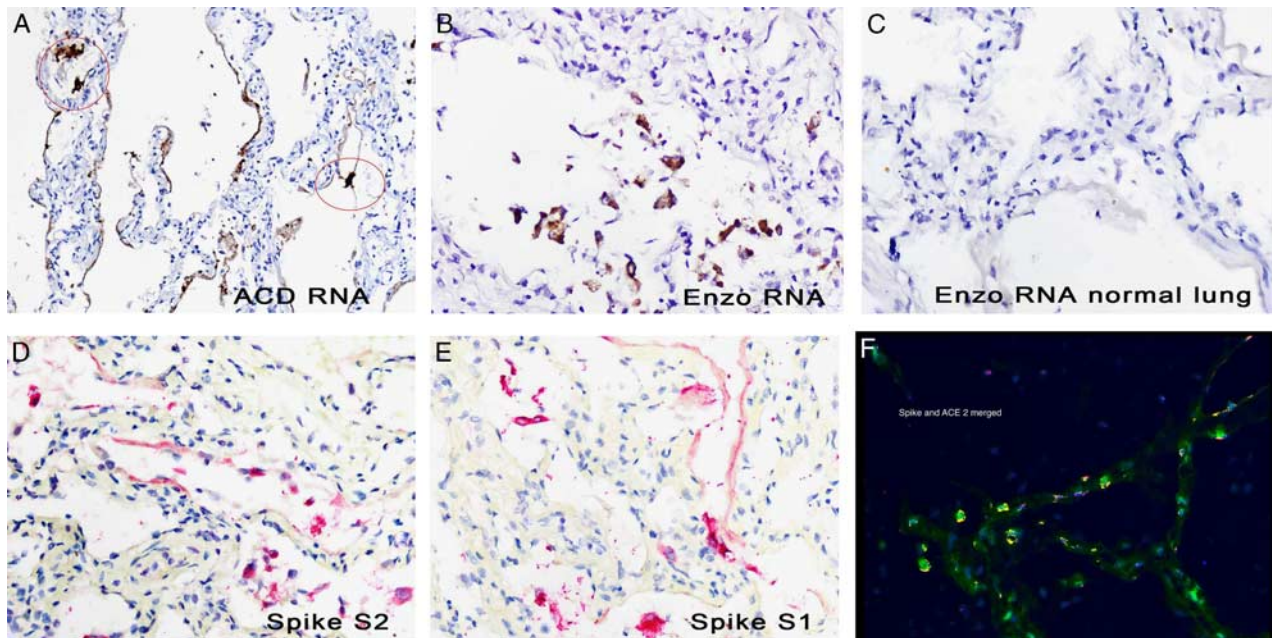 A
ACD RNA
B
Enzo RNA
C
Enzo RNA normal lung
D
Spike S2
E
Spike S1
F
Spike and ACE 2 merged